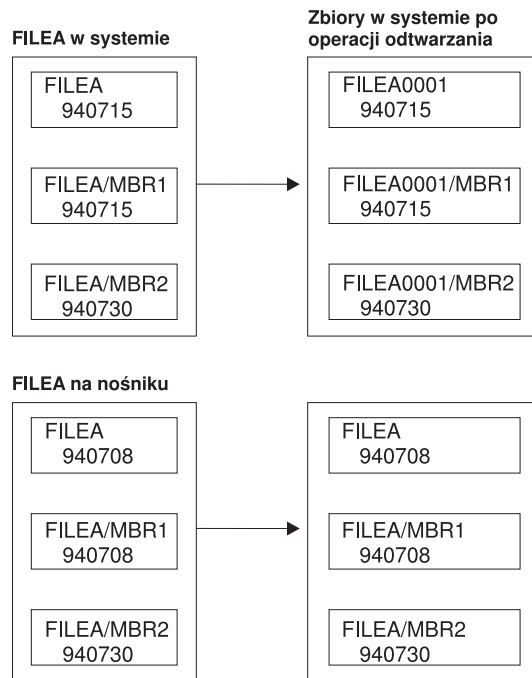 FILEA w systemie
Zbiory w systemie po
operacji odtwarzania
FILEA
940715
FILEA/MBR1
940715
FILEA/MBR2
940730
FILEA0001
940715
FILEA0001/MBR1
940715
FILEA0001/MBR2
940730
FILEA na nośniku
FILEA
940708
FILEA/MBR1
940708
FILEA/MBR2
940730
FILEA
940708
FILEA/MBR1
940708
FILEA/MBR2
940730